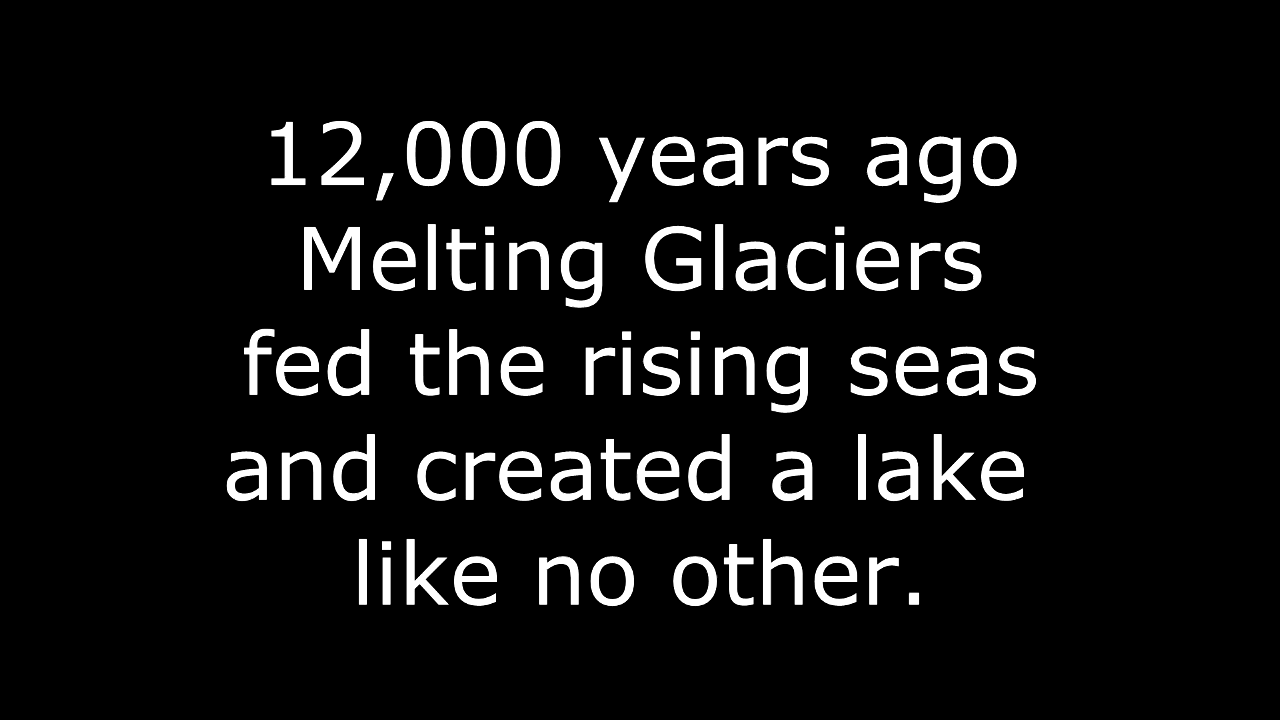 12,000 years ago
Melting Glaciers
fed the rising seas
and created a lake
like no other.